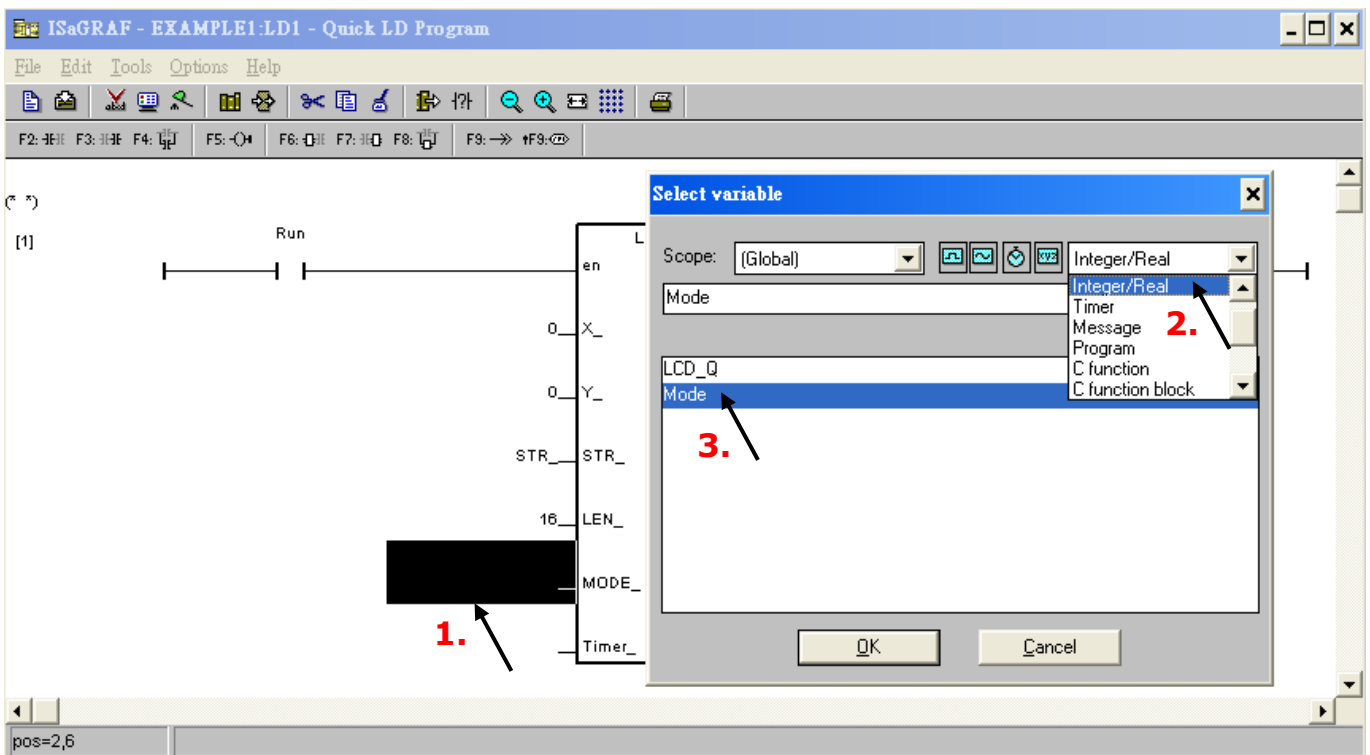 ISaGRAF - EXAMPLE1:LD1 - Quick LD Program
File Edit Tools Options Help
F2: F3: F4: F5: F6: F7: F8: F9: F9:
(* *)
[1]
Run
L
en
0 X_
0 Y_
STR_ STR_
16 LEN_
MODE_
Timer_
1.
Select variable
Scope: (Global) xyz Integer/Real
Mode
Integer/Real
Timer
Message
Program
C function
C function block
2.
LCD_Q
Mode
3.
OK Cancel
pos=2,6